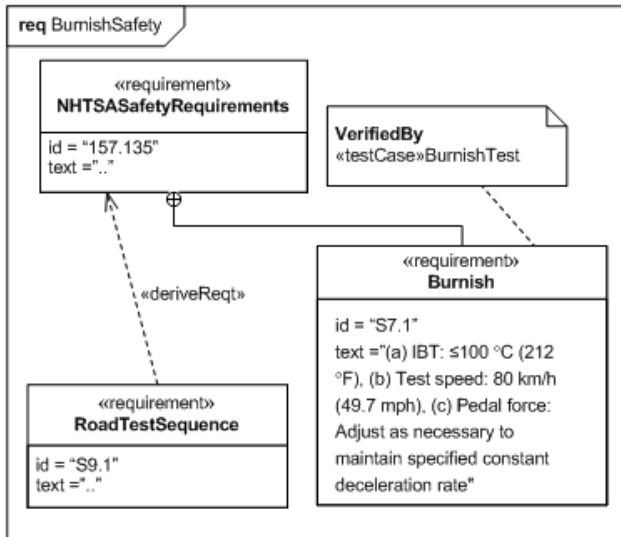 req BurnishSafety
«requirement»
NHTSASafetyRequirements
id = “157.135”
text =”..”
VerifiedBy
«testCase»BurnishTest
«deriveReqt»
«requirement»
Burnish
id = “S7.1”
text =”(a) IBT: ≤100 °C (212
°F), (b) Test speed: 80 km/h
(49.7 mph), (c) Pedal force:
Adjust as necessary to
maintain specified constant
deceleration rate"
«requirement»
RoadTestSequence
id = “S9.1”
text =”..”